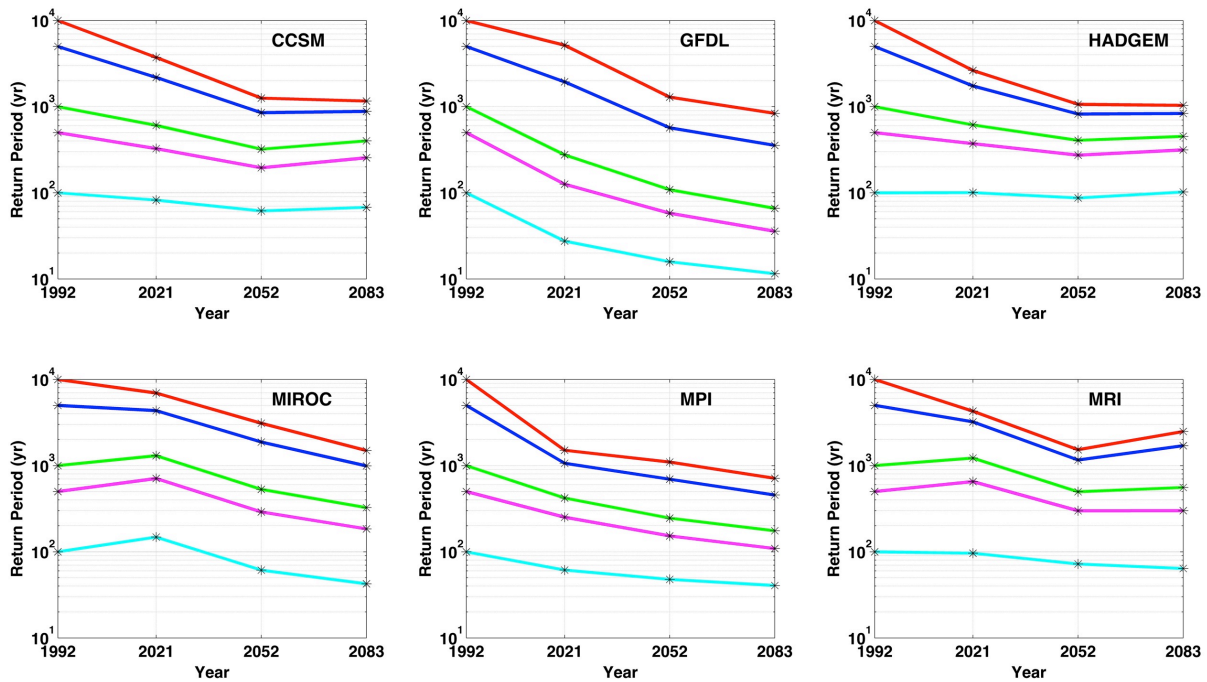 CCSM
Return Period (yr)
10^4
10^3
10^2
10^1
1992 2021 2052 2083
Year
GFDL
Return Period (yr)
10^4
10^3
10^2
10^1
1992 2021 2052 2083
Year
HADGEM
Return Period (yr)
10^4
10^3
10^2
10^1
1992 2021 2052 2083
Year
MIROC
Return Period (yr)
10^4
10^3
10^2
10^1
1992 2021 2052 2083
Year
MPI
Return Period (yr)
10^4
10^3
10^2
10^1
1992 2021 2052 2083
Year
MRI
Return Period (yr)
10^4
10^3
10^2
10^1
1992 2021 2052 2083
Year